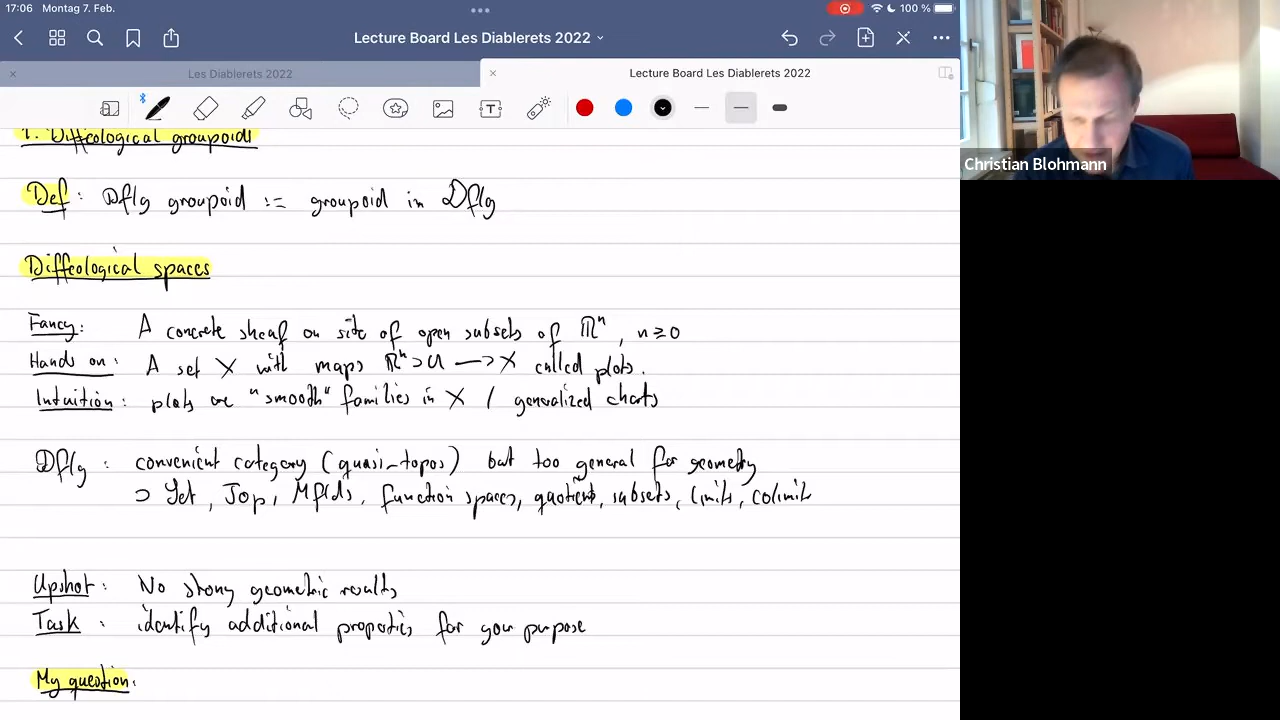 17:06 Montag 7. Feb.
100 %
Lecture Board Les Diablerets 2022
Les Diablerets 2022
Lecture Board Les Diablerets 2022
Christian Blohmann
1. Diffeological groupoids
Def: Dflg groupoid := groupoid in Dflg
Diffeological spaces
Fancy: A concrete sheaf on site of open subsets of ℝⁿ, n ≥ 0
Hands on: A set X with maps ℝⁿ ⊃ U ⟶ X called plots.
Intuition: plots are "smooth" families in X / generalized charts
Dflg: convenient category (quasi-topos) but too general for geometry
⊃ Set, Top, Mflds, function spaces, quotients, subsets, limits, colimits
Upshot: No strong geometric results
Task: identify additional properties for your purpose
My question: